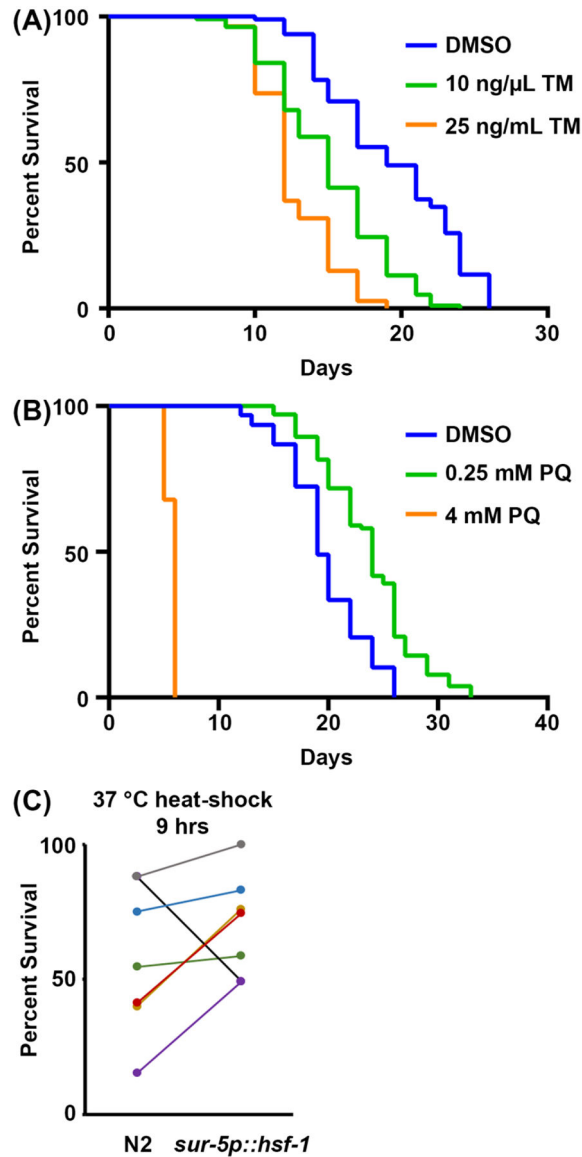 (A)
100
50
0
Percent Survival
DMSO
10 ng/µL TM
25 ng/mL TM
0 10 20 30
Days
(B)
100
50
0
Percent Survival
DMSO
0.25 mM PQ
4 mM PQ
0 10 20 30 40
Days
(C)
37 °C heat-shock
9 hrs
100
50
0
Percent Survival
N2 sur-5p::hsf-1